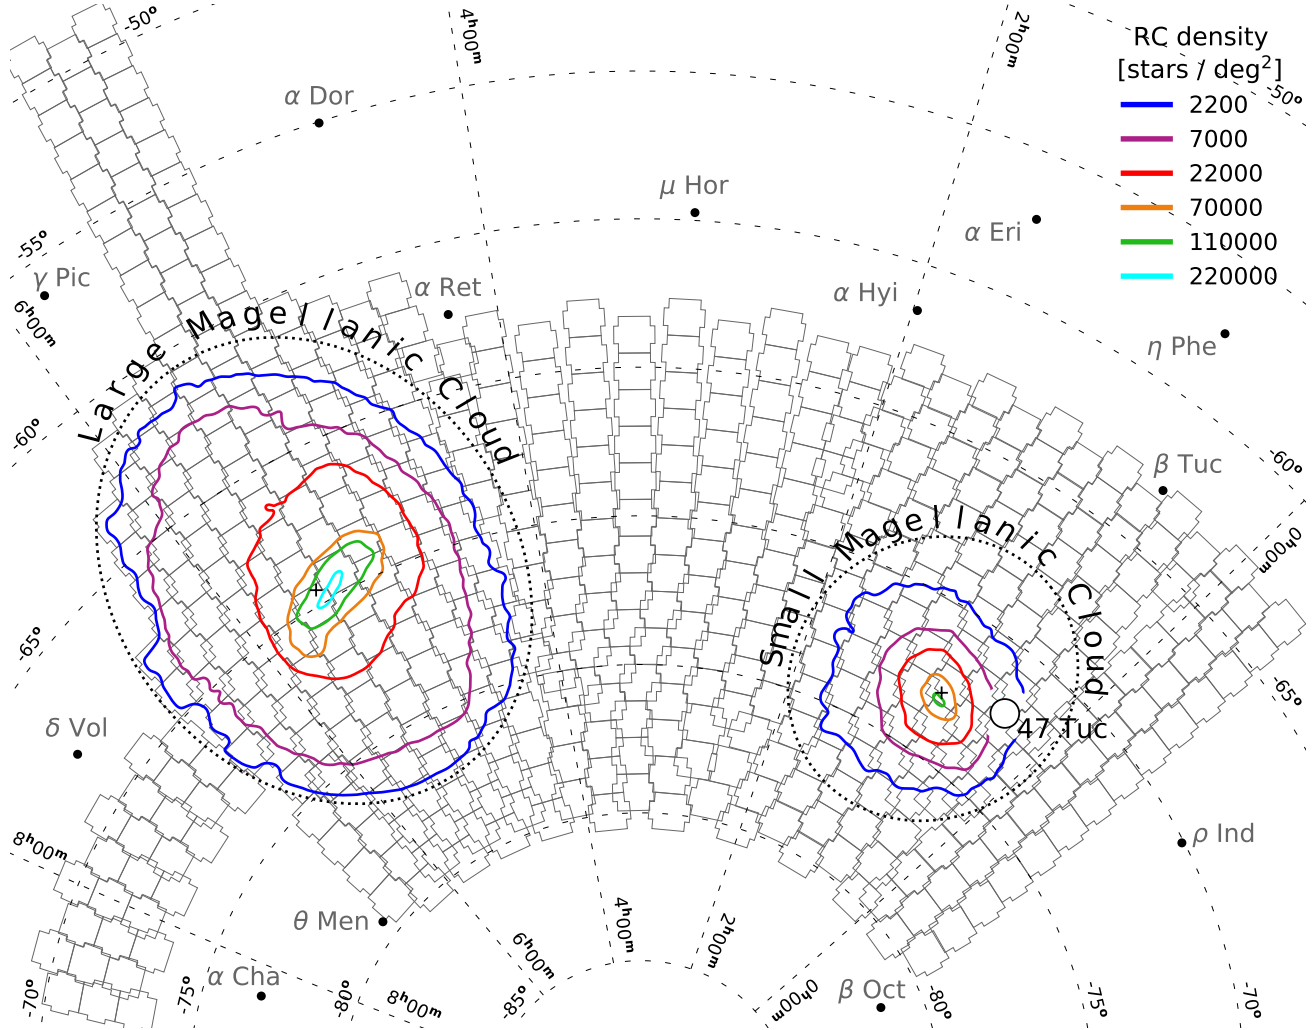 -50°
4h00m
2h00m
RC density
[stars / deg²]
-50°
2200
7000
22000
70000
110000
220000
α Dor
μ Hor
α Eri
-55°
γ Pic
α Ret
α Hyi
η Phe
6h00m
Large Magellanic Cloud
-60°
-60°
β Tuc
0h00m
Small Magellanic Cloud
-65°
-65°
47 Tuc
δ Vol
ρ Ind
8h00m
θ Men
4h00m
2h00m
6h00m
α Cha
β Oct
-70°
-75°
-80°
8h00m
-85°
0h00m
-80°
-75°
-70°